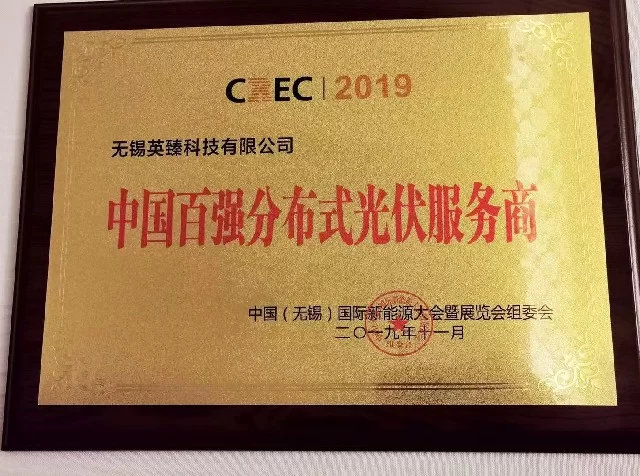 CNEC | 2019
无锡英臻科技有限公司
中国百强分布式光伏服务商
中国（无锡）国际新能源大会暨展览会组委会
二〇一九年十一月